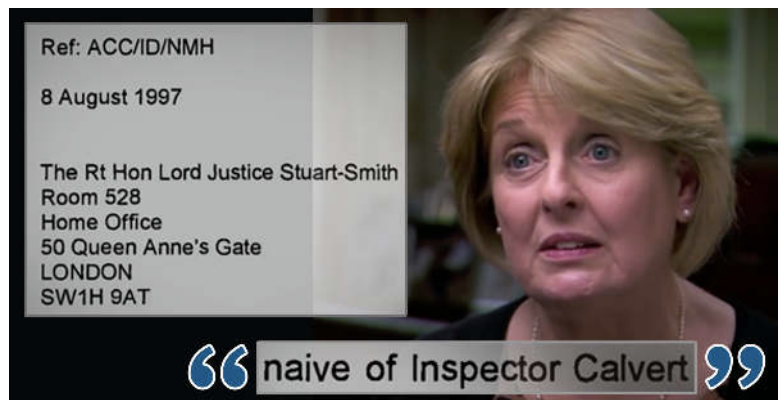 Ref: ACC/ID/NMH
8 August 1997
The Rt Hon Lord Justice Stuart-Smith
Room 528
Home Office
50 Queen Anne's Gate
LONDON
SW1H 9AT
“ naive of Inspector Calvert ”